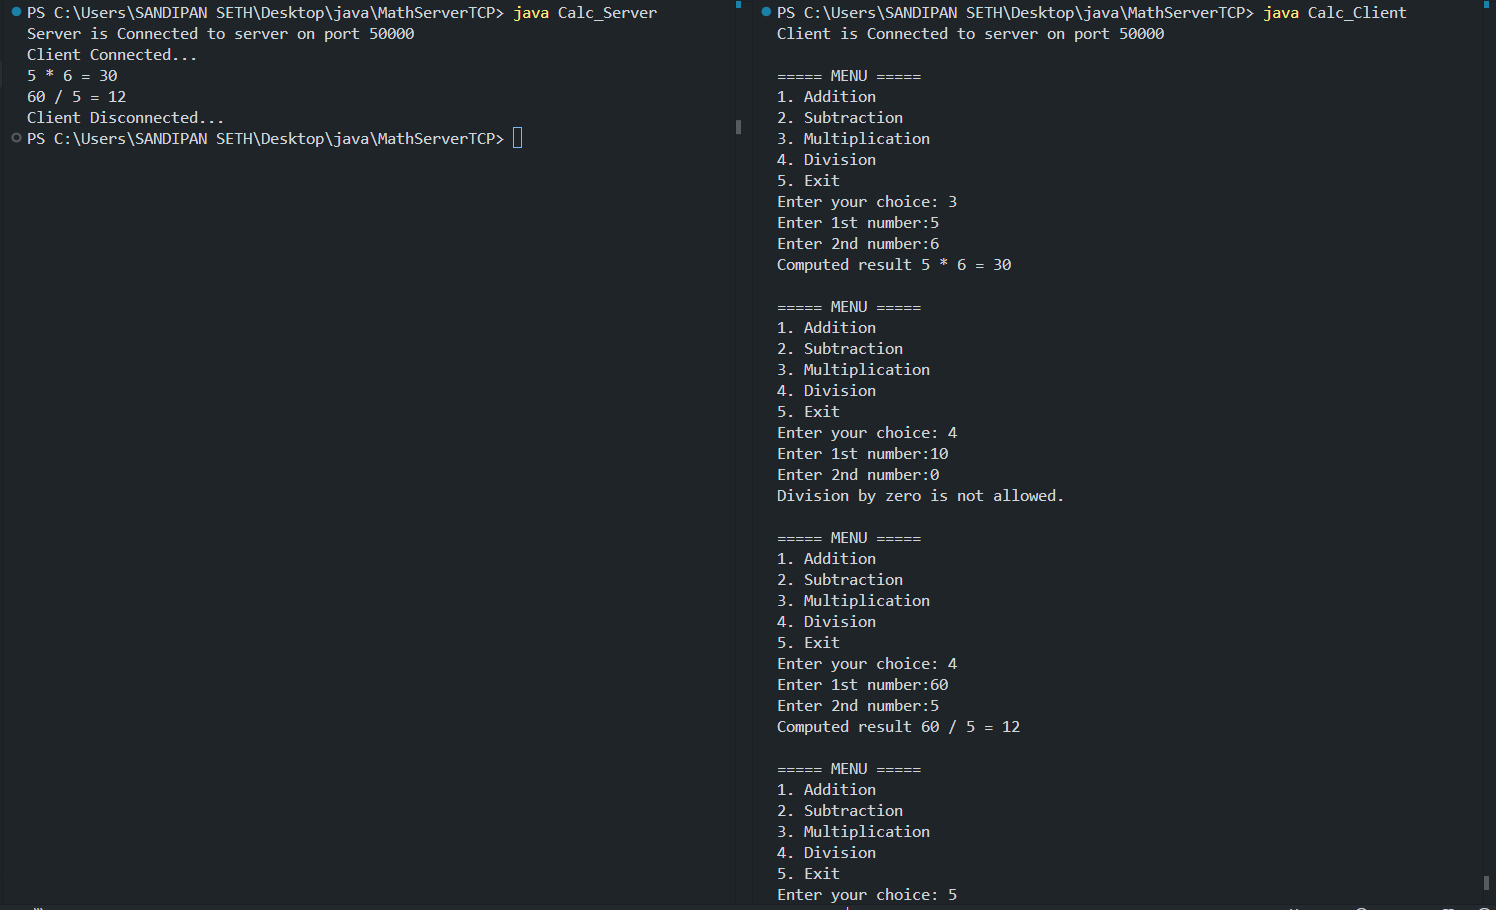 PS C:\Users\SANDIPAN SETH\Desktop\java\MathServerTCP> java Calc_Server
Server is Connected to server on port 50000
Client Connected...
5 * 6 = 30
60 / 5 = 12
Client Disconnected...
PS C:\Users\SANDIPAN SETH\Desktop\java\MathServerTCP>
PS C:\Users\SANDIPAN SETH\Desktop\java\MathServerTCP> java Calc_Client
Client is Connected to server on port 50000

===== MENU =====
1. Addition
2. Subtraction
3. Multiplication
4. Division
5. Exit
Enter your choice: 3
Enter 1st number:5
Enter 2nd number:6
Computed result 5 * 6 = 30

===== MENU =====
1. Addition
2. Subtraction
3. Multiplication
4. Division
5. Exit
Enter your choice: 4
Enter 1st number:10
Enter 2nd number:0
Division by zero is not allowed.

===== MENU =====
1. Addition
2. Subtraction
3. Multiplication
4. Division
5. Exit
Enter your choice: 4
Enter 1st number:60
Enter 2nd number:5
Computed result 60 / 5 = 12

===== MENU =====
1. Addition
2. Subtraction
3. Multiplication
4. Division
5. Exit
Enter your choice: 5